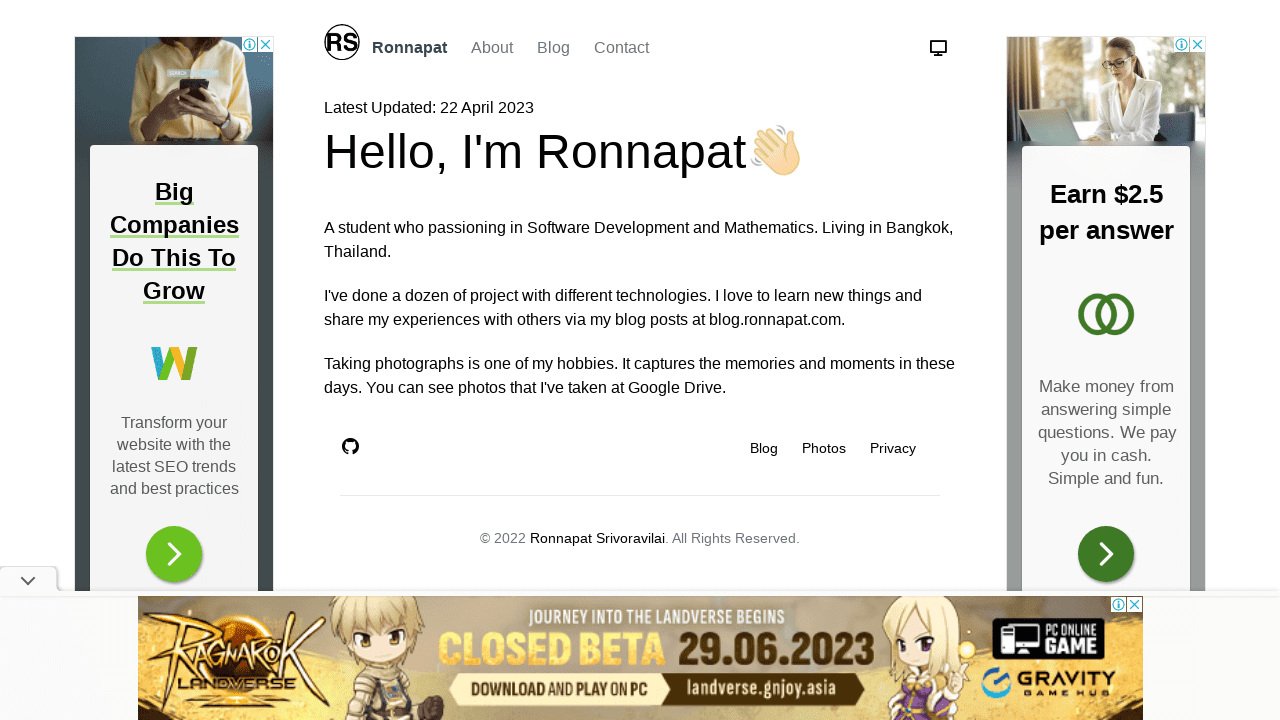 RS
Ronnapat
About
Blog
Contact
Latest Updated: 22 April 2023
Hello, I'm Ronnapat👋
A student who passioning in Software Development and Mathematics. Living in Bangkok,
Thailand.
I've done a dozen of project with different technologies. I love to learn new things and
share my experiences with others via my blog posts at blog.ronnapat.com.
Taking photographs is one of my hobbies. It captures the memories and moments in these
days. You can see photos that I've taken at Google Drive.
Blog
Photos
Privacy
© 2022 Ronnapat Srivoravilai. All Rights Reserved.
Big
Companies
Do This To
Grow
Transform your
website with the
latest SEO trends
and best practices
Earn $2.5
per answer
Make money from
answering simple
questions. We pay
you in cash.
Simple and fun.
RAGNAROK
LANDVERSE
JOURNEY INTO THE LANDVERSE BEGINS
CLOSED BETA 29.06.2023
DOWNLOAD AND PLAY ON PC
landverse.gnjoy.asia
PC ONLINE
GAME
GRAVITY
GAME HUB